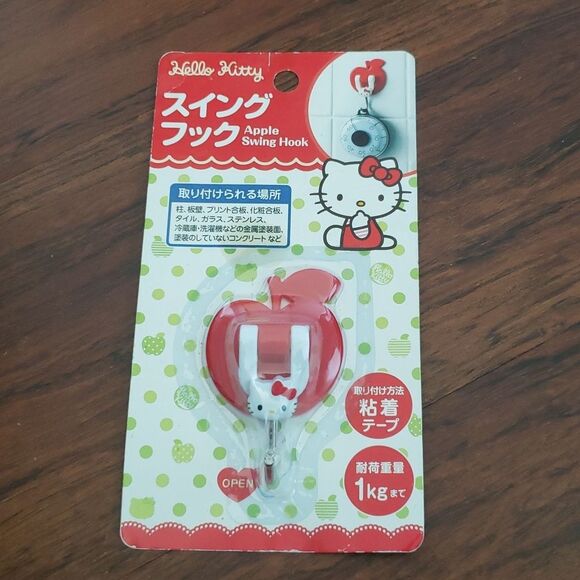 Hello Kitty
スイング
フック
Apple
Swing Hook
取り付けられる場所
柱、板壁、プリント合板、化粧合板、
タイル、ガラス、ステンレス、
冷蔵庫・洗濯機などの金属塗装面、
塗装のしていないコンクリート など
取り付け方法
粘着
テープ
耐荷重量
1kgまで
OPEN